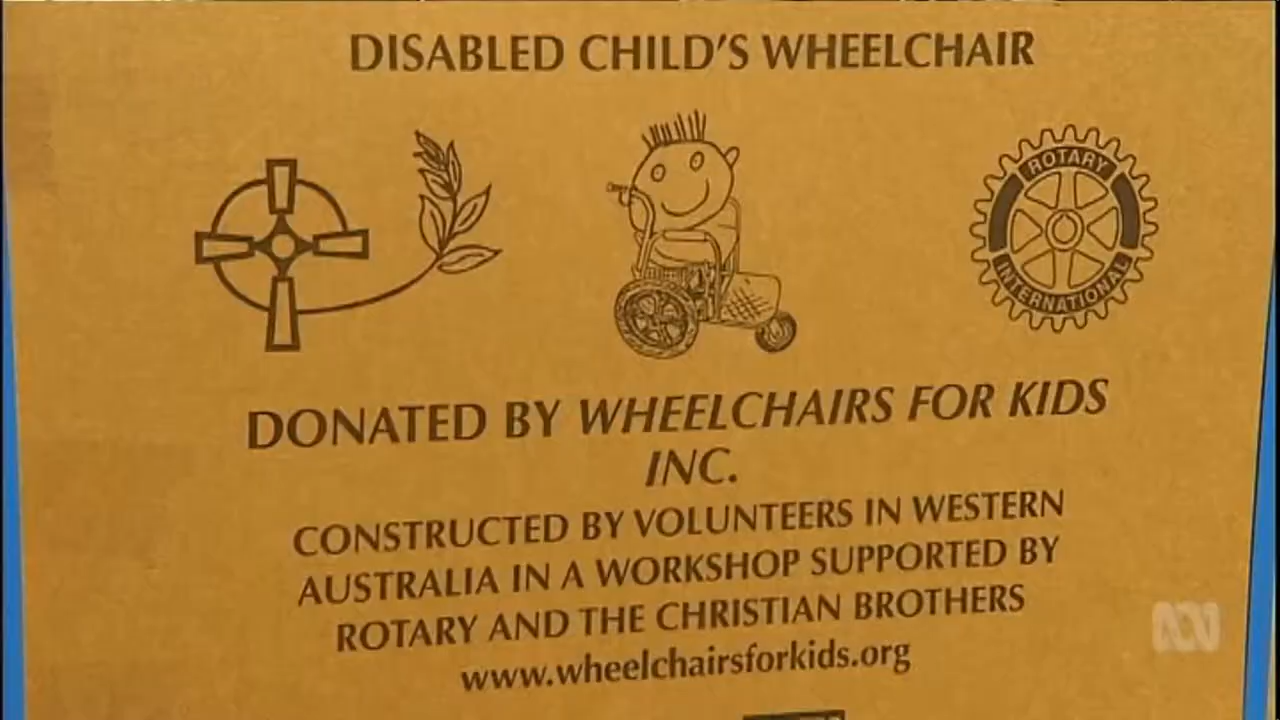 DISABLED CHILD'S WHEELCHAIR
ROTARY
INTERNATIONAL
DONATED BY WHEELCHAIRS FOR KIDS
INC.
CONSTRUCTED BY VOLUNTEERS IN WESTERN
AUSTRALIA IN A WORKSHOP SUPPORTED BY
ROTARY AND THE CHRISTIAN BROTHERS
www.wheelchairsforkids.org